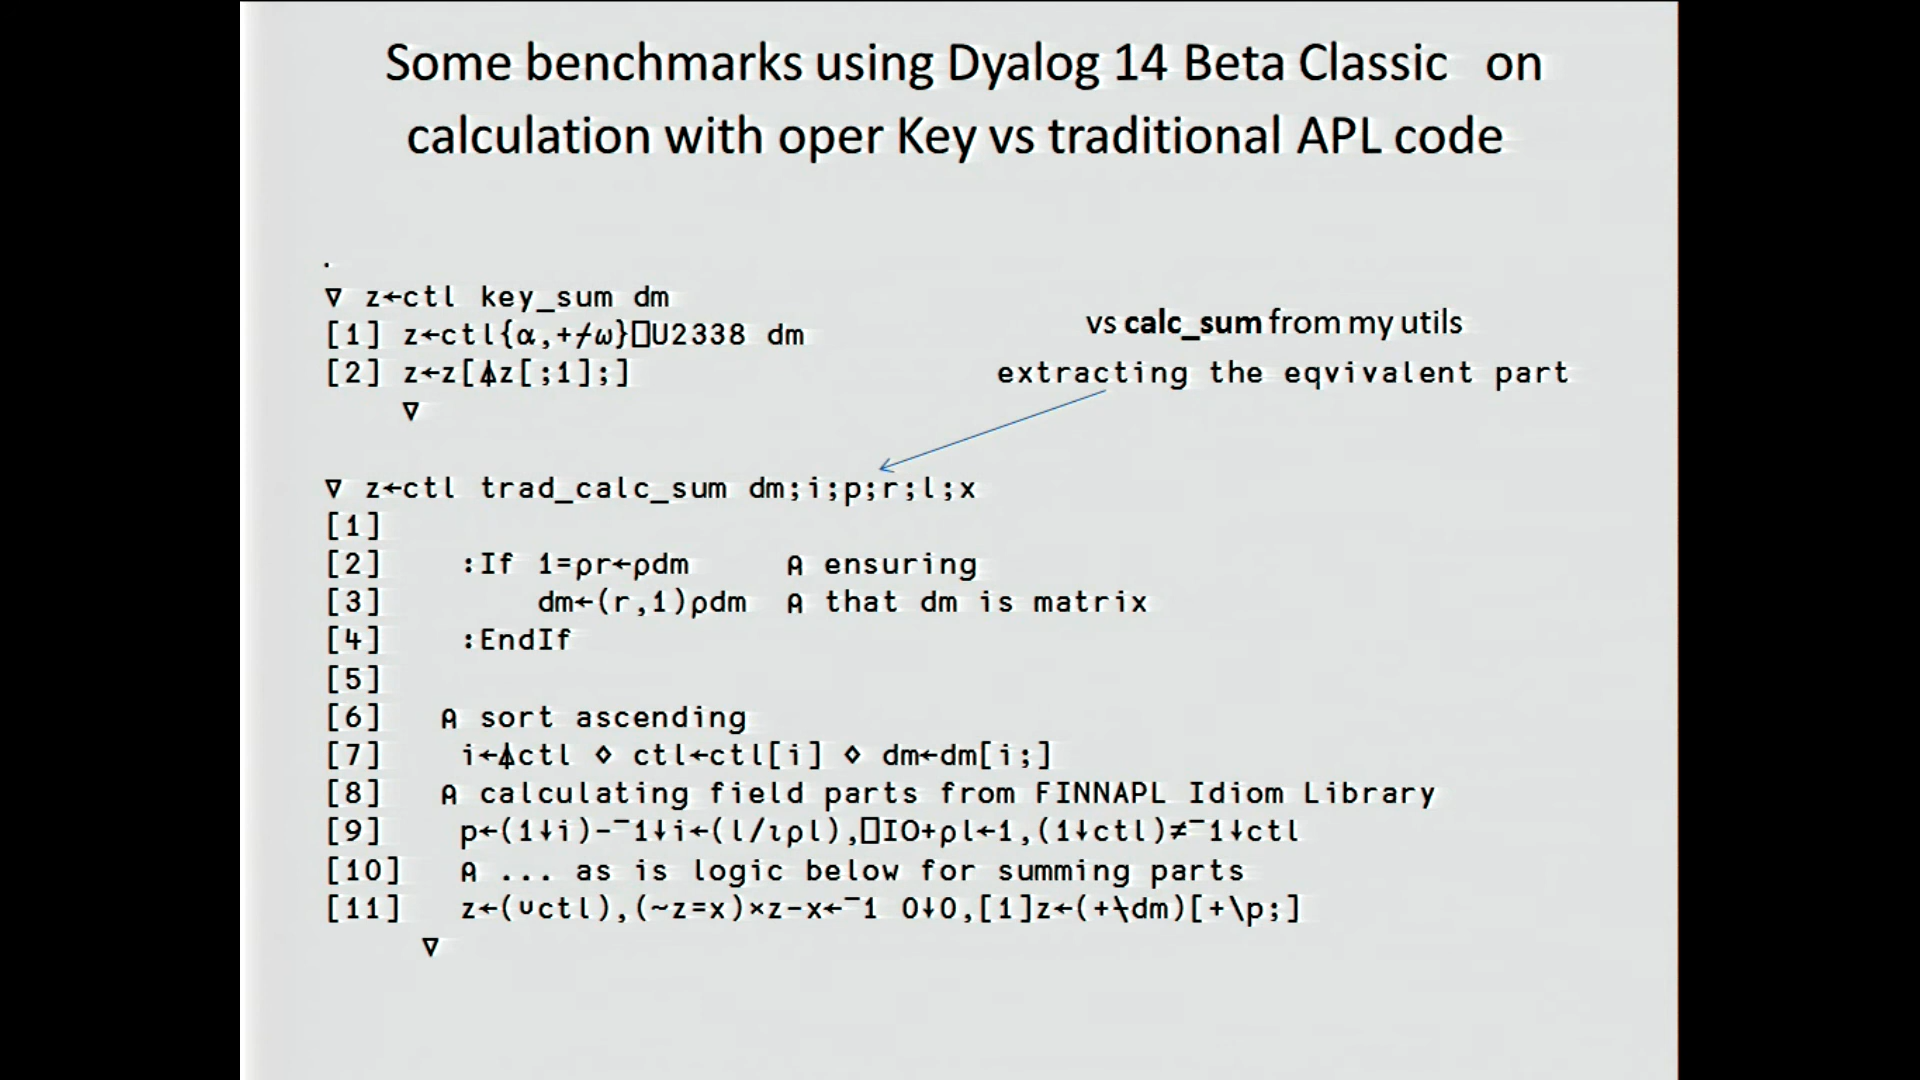 Some benchmarks using Dyalog 14 Beta Classic on
calculation with oper Key vs traditional APL code
.
∇ z←ctl key_sum dm
[1] z←ctl{⍺,+⌿⍵}⎕U2338 dm
[2] z←z[⍋z[;1];]
∇
vs calc_sum from my utils
extracting the eqvivalent part
∇ z←ctl trad_calc_sum dm;i;p;r;l;x
[1]
[2] :If 1=⍴r←⍴dm ⍝ ensuring
[3] dm←(r,1)⍴dm ⍝ that dm is matrix
[4] :EndIf
[5]
[6] ⍝ sort ascending
[7] i←⍋ctl ⋄ ctl←ctl[i] ⋄ dm←dm[i;]
[8] ⍝ calculating field parts from FINNAPL Idiom Library
[9] p←(1↓i)-¯1↓i←(l/⍳⍴l),⎕IO+⍴l←1,(1↓ctl)≠¯1↓ctl
[10] ⍝ ... as is logic below for summing parts
[11] z←(∪ctl),(~z=x)×z-x←¯1 0↓0,[1]z←(+⍀dm)[+\p;]
∇